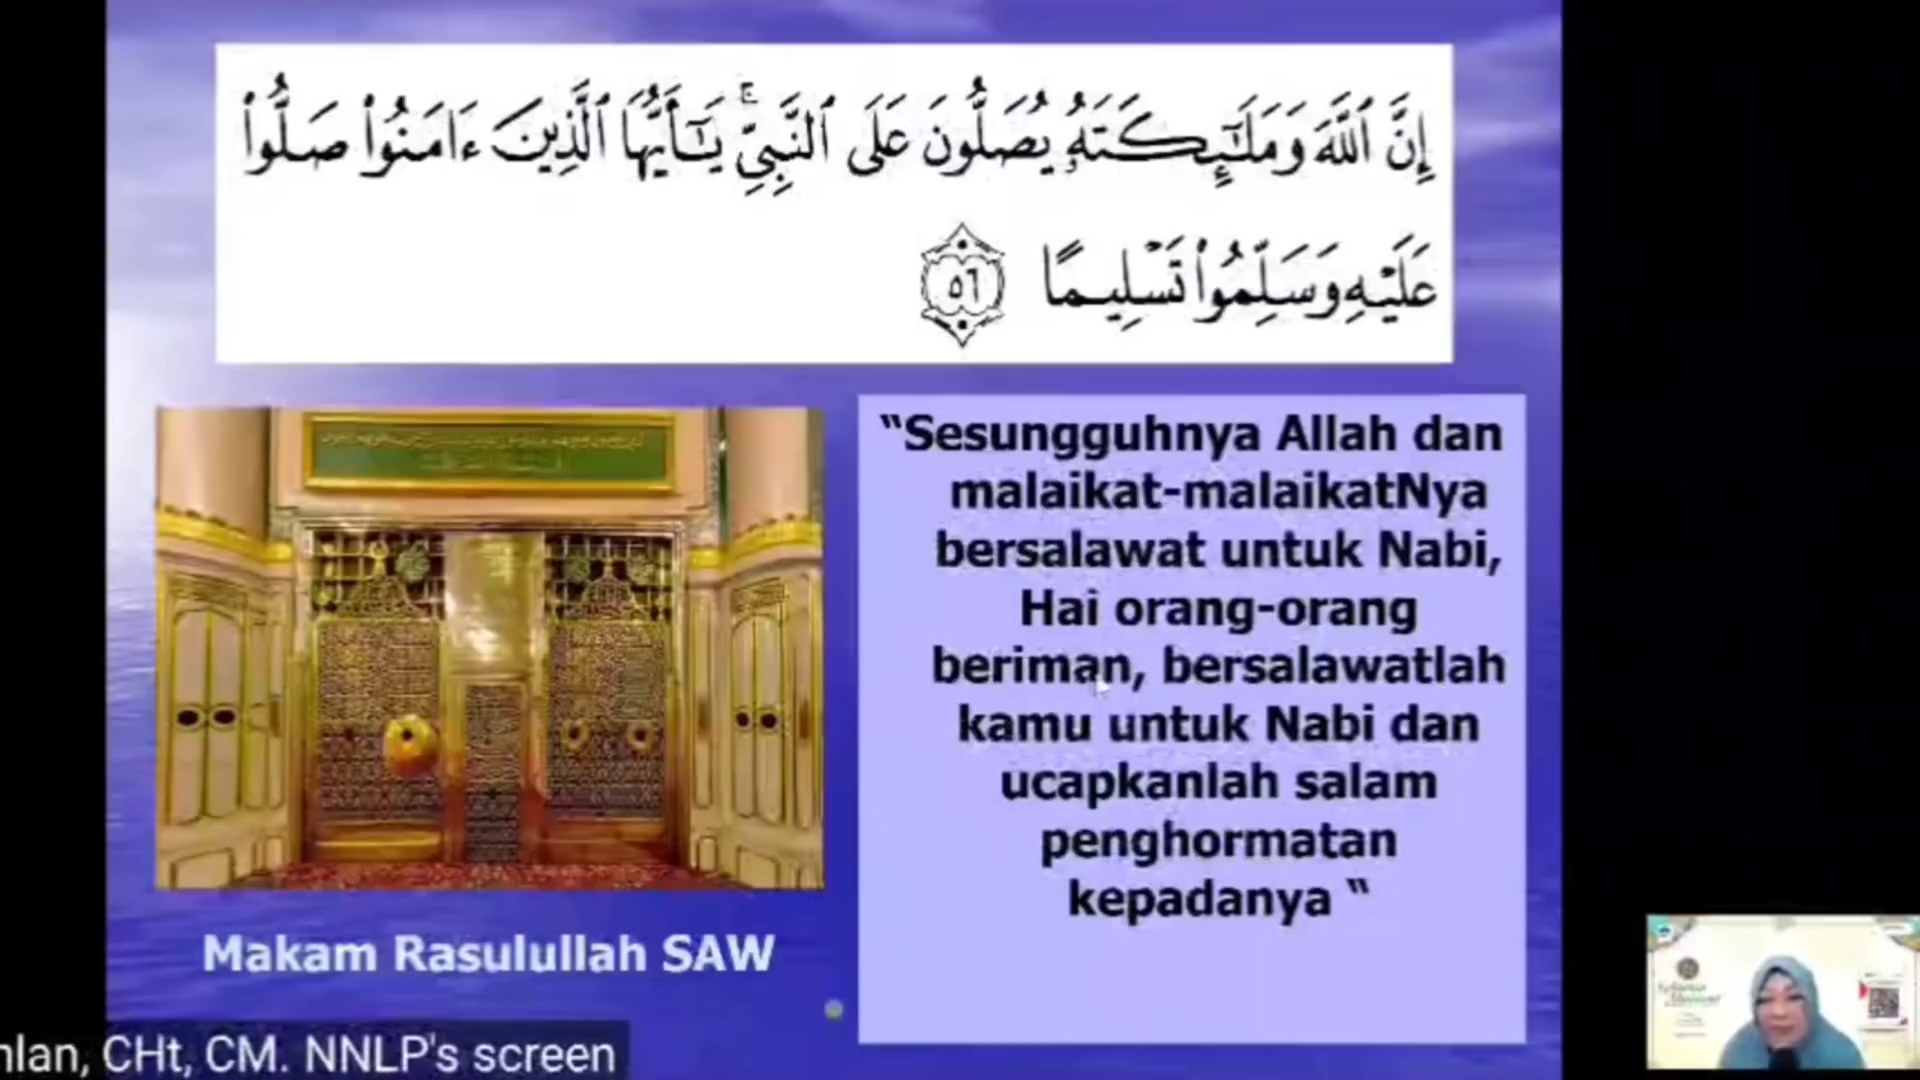 إِنَّ ٱللَّهَ وَمَلَـٰٓئِكَتَهُۥ يُصَلُّونَ عَلَى ٱلنَّبِىِّ ۚ يَـٰٓأَيُّهَا ٱلَّذِينَ ءَامَنُوا۟ صَلُّوا۟
عَلَيْهِ وَسَلِّمُوا۟ تَسْلِيمًا ٥٦
“Sesungguhnya Allah dan
malaikat-malaikatNya
bersalawat untuk Nabi,
Hai orang-orang
beriman, bersalawatlah
kamu untuk Nabi dan
ucapkanlah salam
penghormatan
kepadanya “
Makam Rasulullah SAW
CHt, CM. NNLP's screen